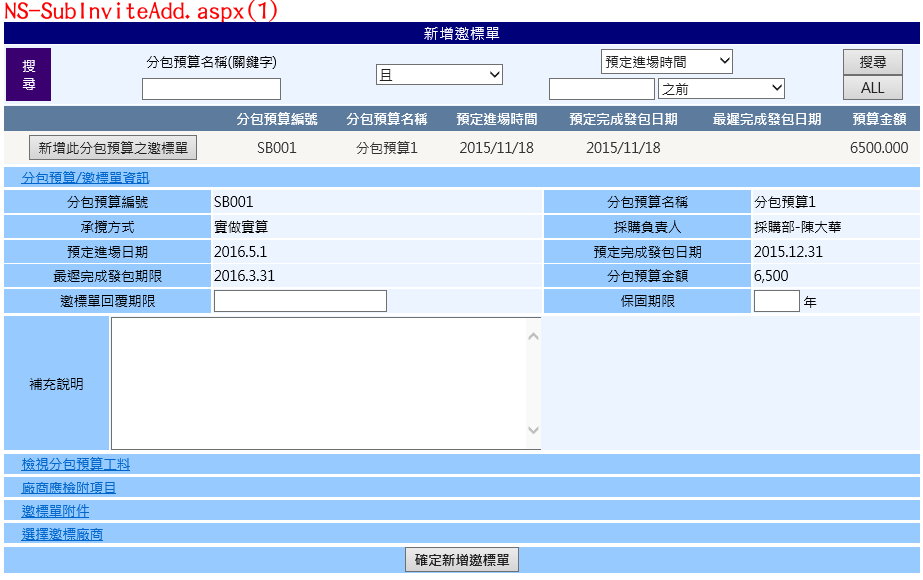 NS-SubInviteAdd.aspx(1)
新增邀標單
搜尋
分包預算名稱(關鍵字)
且
預定進場時間
之前
搜尋
ALL
分包預算編號 分包預算名稱 預定進場時間 預定完成發包日期 最遲完成發包日期 預算金額
新增此分包預算之邀標單 SB001 分包預算1 2015/11/18 2015/11/18 6500.000
分包預算/邀標單資訊
分包預算編號 SB001 分包預算名稱 分包預算1
承攬方式 實做實算 採購負責人 採購部-陳大華
預定進場日期 2016.5.1 預定完成發包日期 2015.12.31
最遲完成發包期限 2016.3.31 分包預算金額 6,500
邀標單回覆期限 保固期限 年
補充說明
檢視分包預算工料
廠商應檢附項目
邀標單附件
選擇邀標廠商
確定新增邀標單